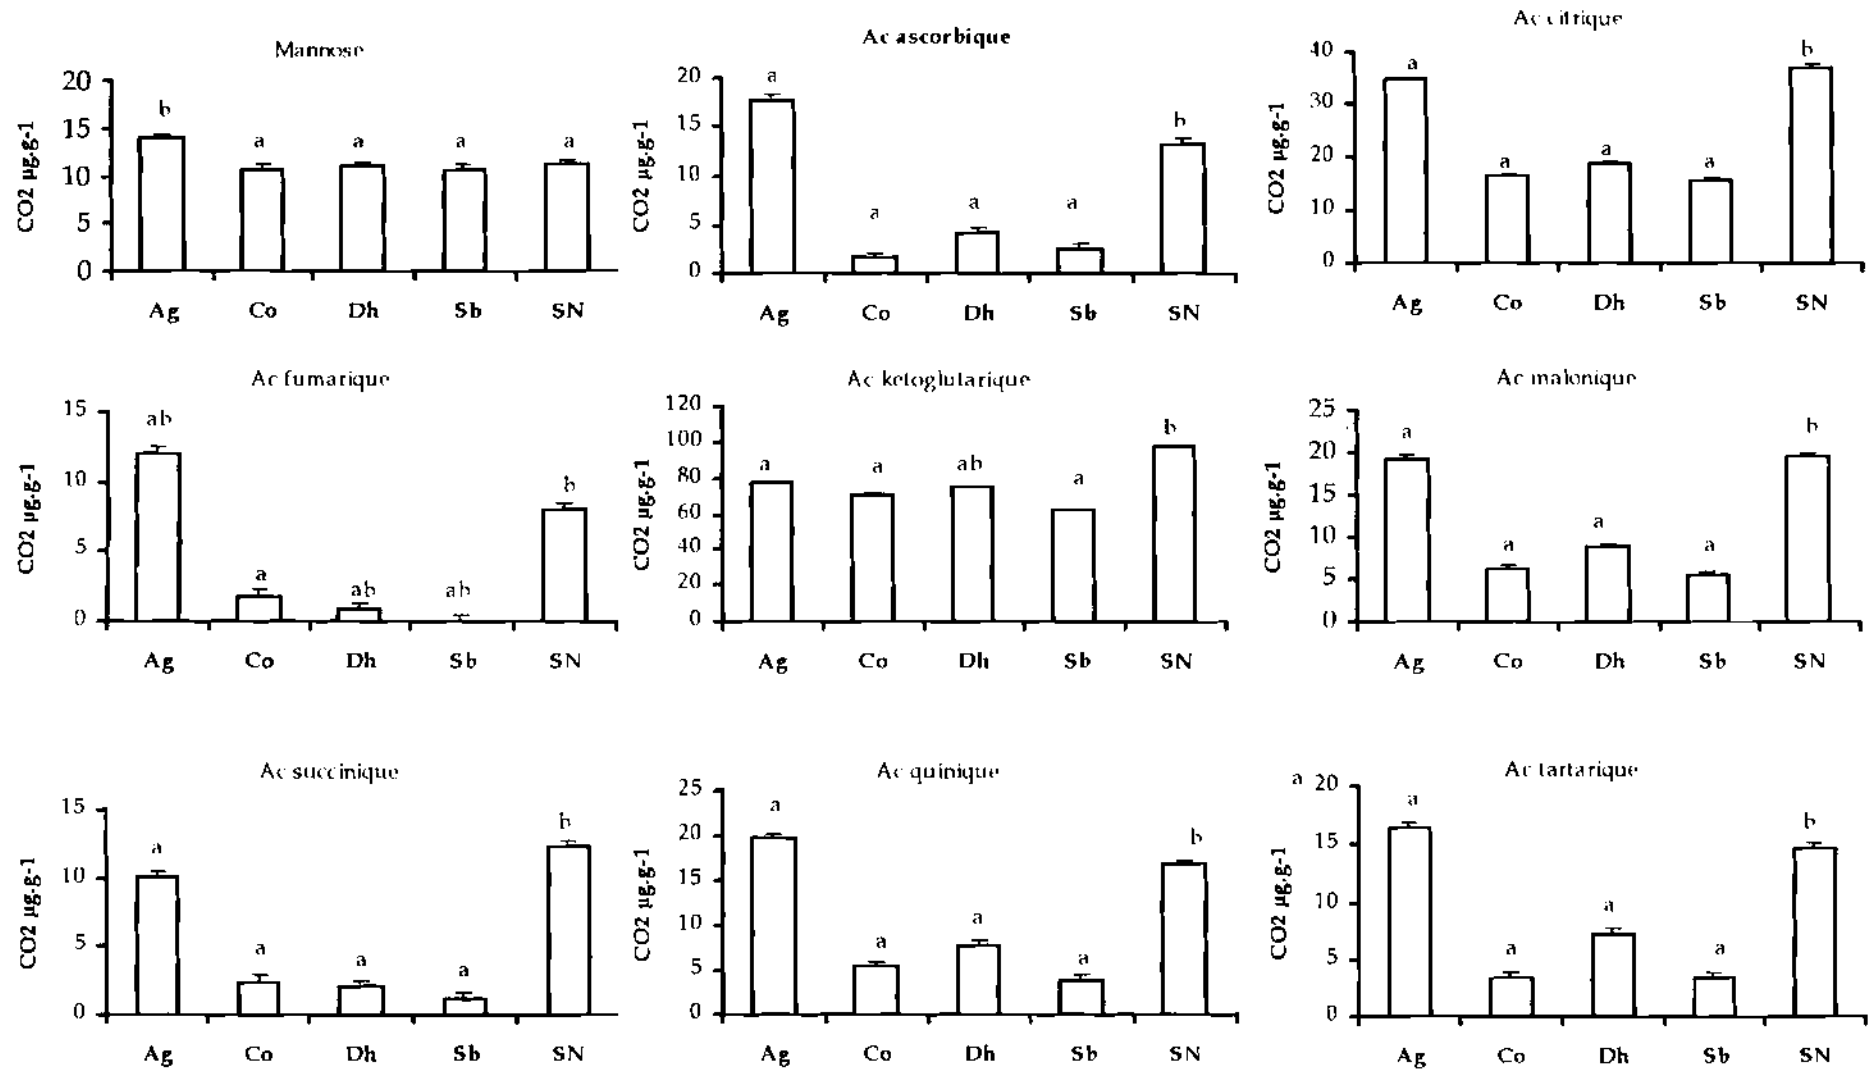 Mannose
20
15
10
5
0
CO2 µg.g-1
b
a
a
a
a
Ag Co Dh Sb SN
Ac ascorbique
20
15
10
5
0
CO2 µg.g-1
a
a
a
a
b
Ag Co Dh Sb SN
Ac citrique
40
30
20
10
0
CO2 µg.g-1
a
a
a
a
b
Ag Co Dh Sb SN
Ac fumarique
15
10
5
0
CO2 µg.g-1
ab
a
ab
ab
b
Ag Co Dh Sb SN
Ac ketoglutarique
120
100
80
60
40
20
0
CO2 µg.g-1
a
a
ab
a
b
Ag Co Dh Sb SN
Ac malonique
25
20
15
10
5
0
CO2 µg.g-1
a
a
a
a
b
Ag Co Dh Sb SN
Ac succinique
15
10
5
0
CO2 µg.g-1
a
a
a
a
b
Ag Co Dh Sb SN
Ac quinique
25
20
15
10
5
0
CO2 µg.g-1
a
a
a
a
b
Ag Co Dh Sb SN
a
Ac tartarique
20
15
10
5
0
CO2 µg.g-1
a
a
a
a
b
Ag Co Dh Sb SN